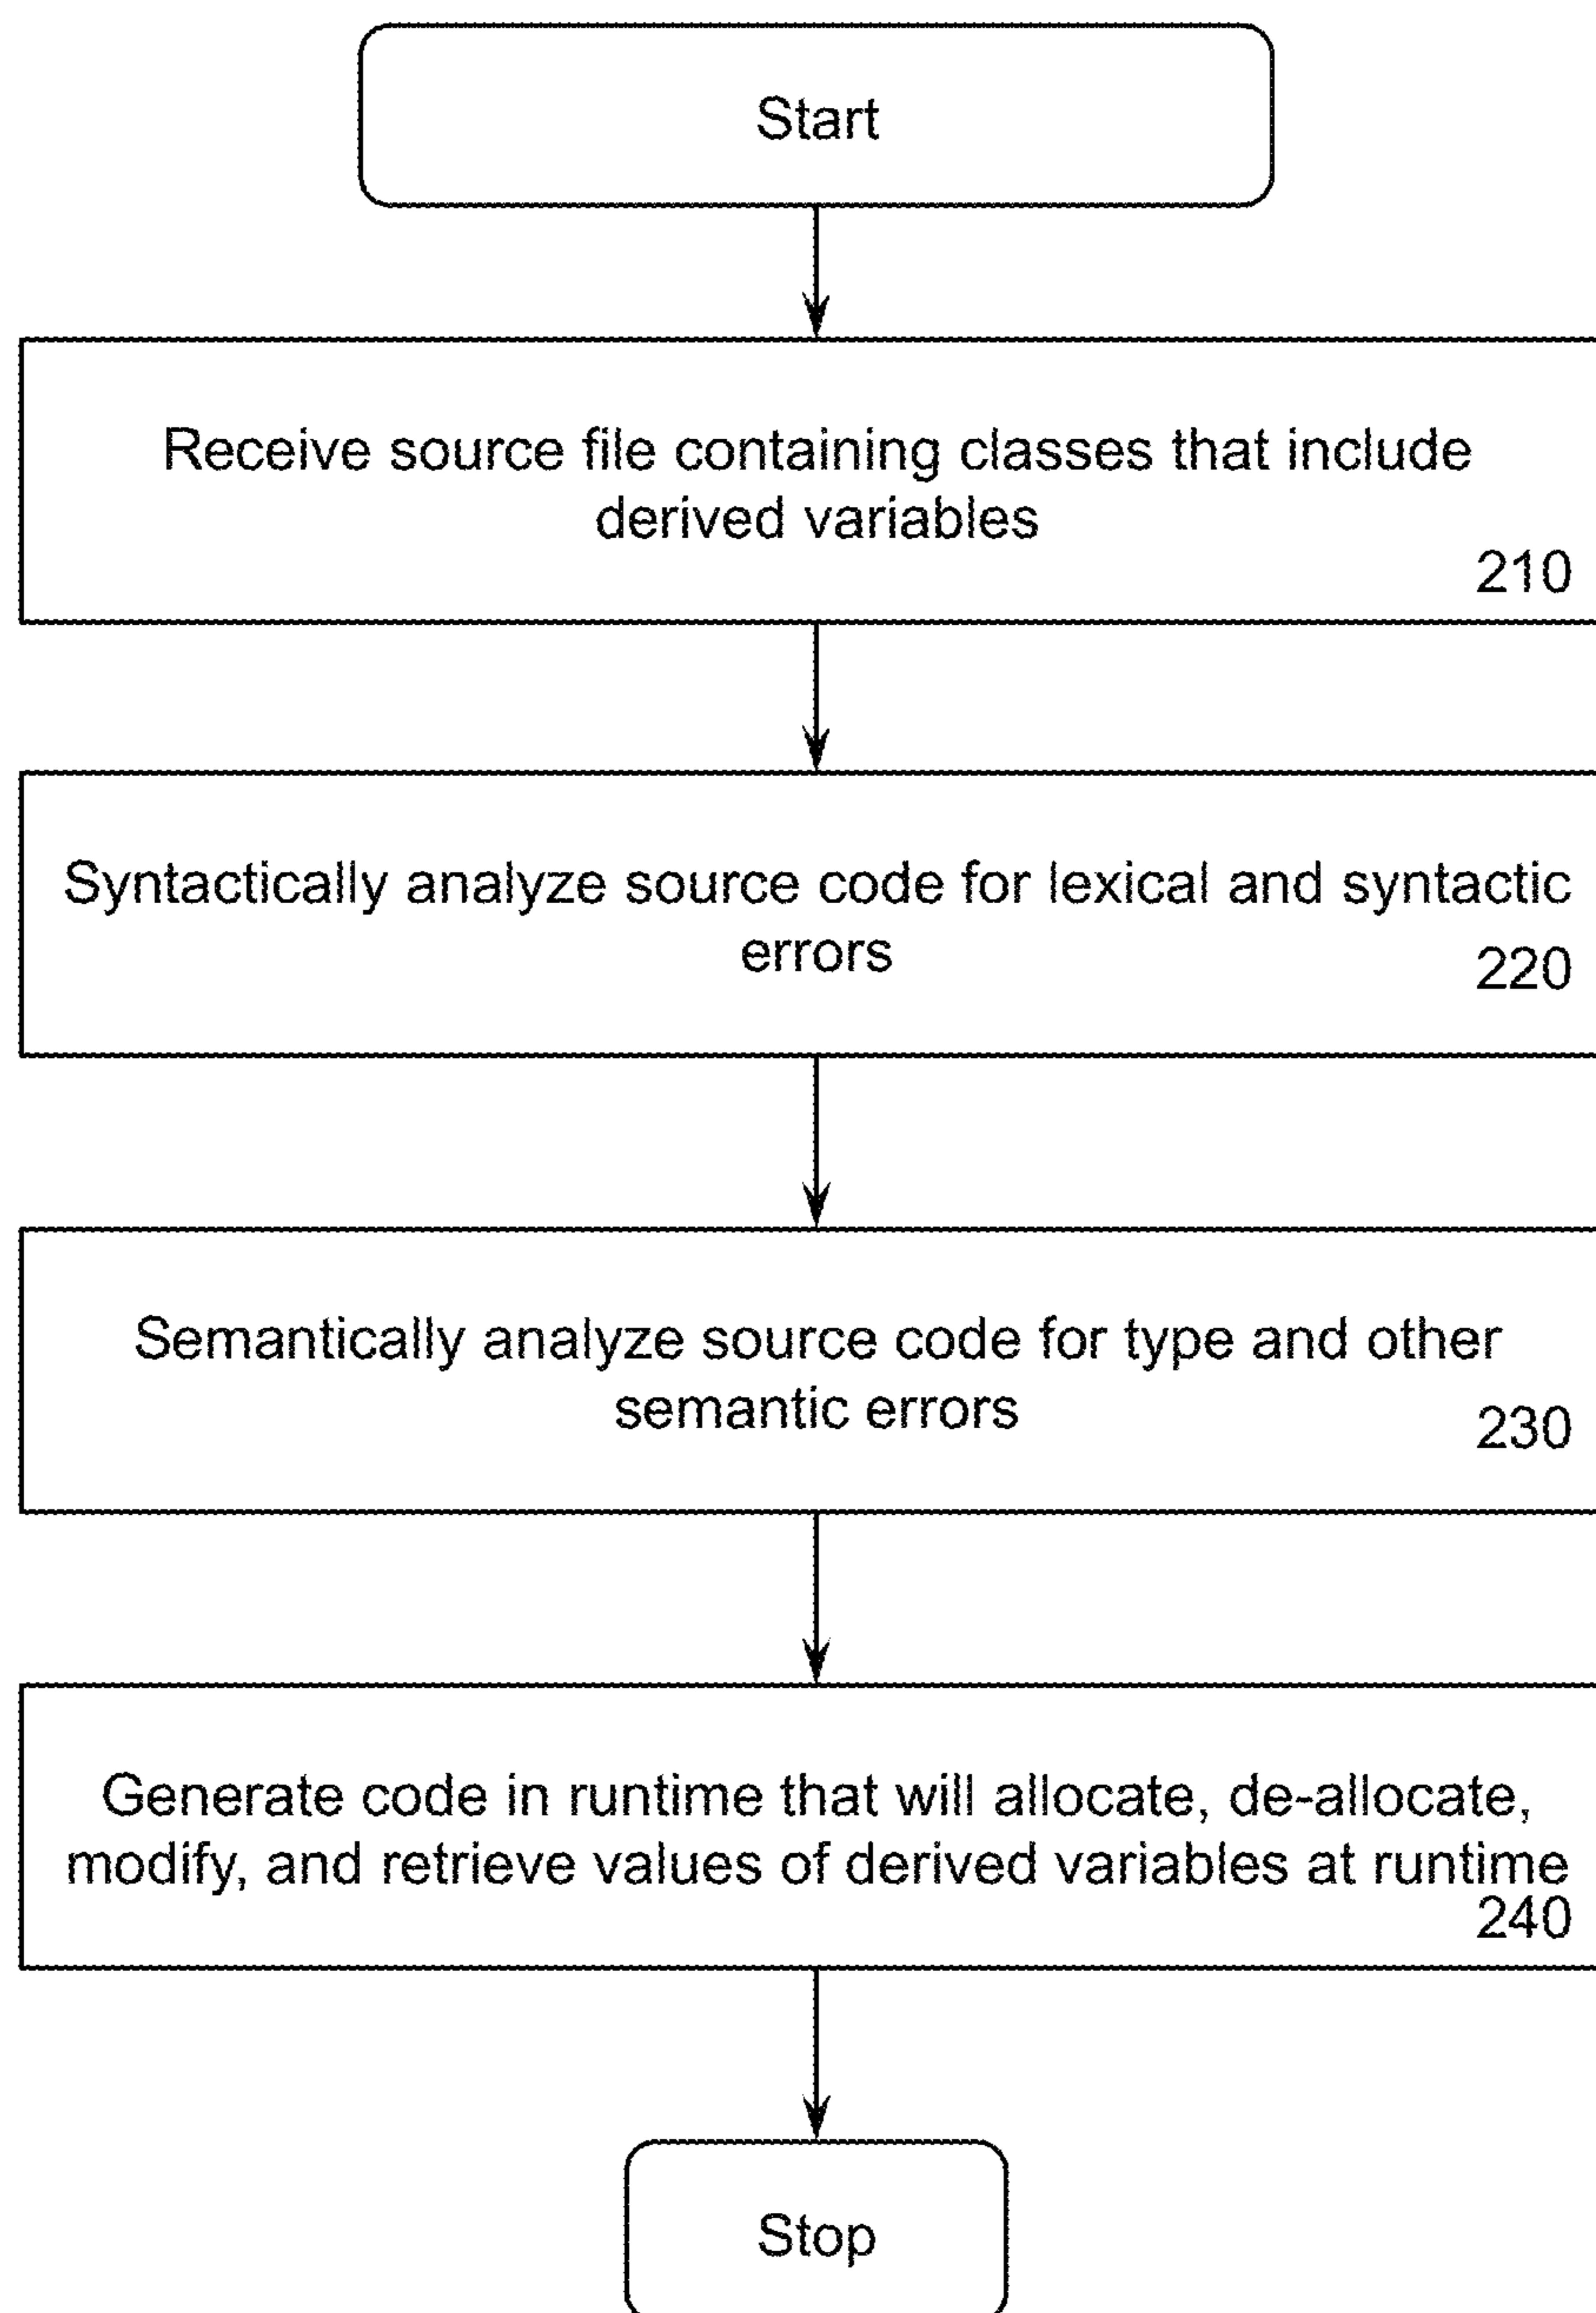 Start
Receive source file containing classes that include
derived variables
210
Syntactically analyze source code for lexical and syntactic
errors
220
Semantically analyze source code for type and other
semantic errors
230
Generate code in runtime that will allocate, de-allocate,
modify, and retrieve values of derived variables at runtime
240
Stop